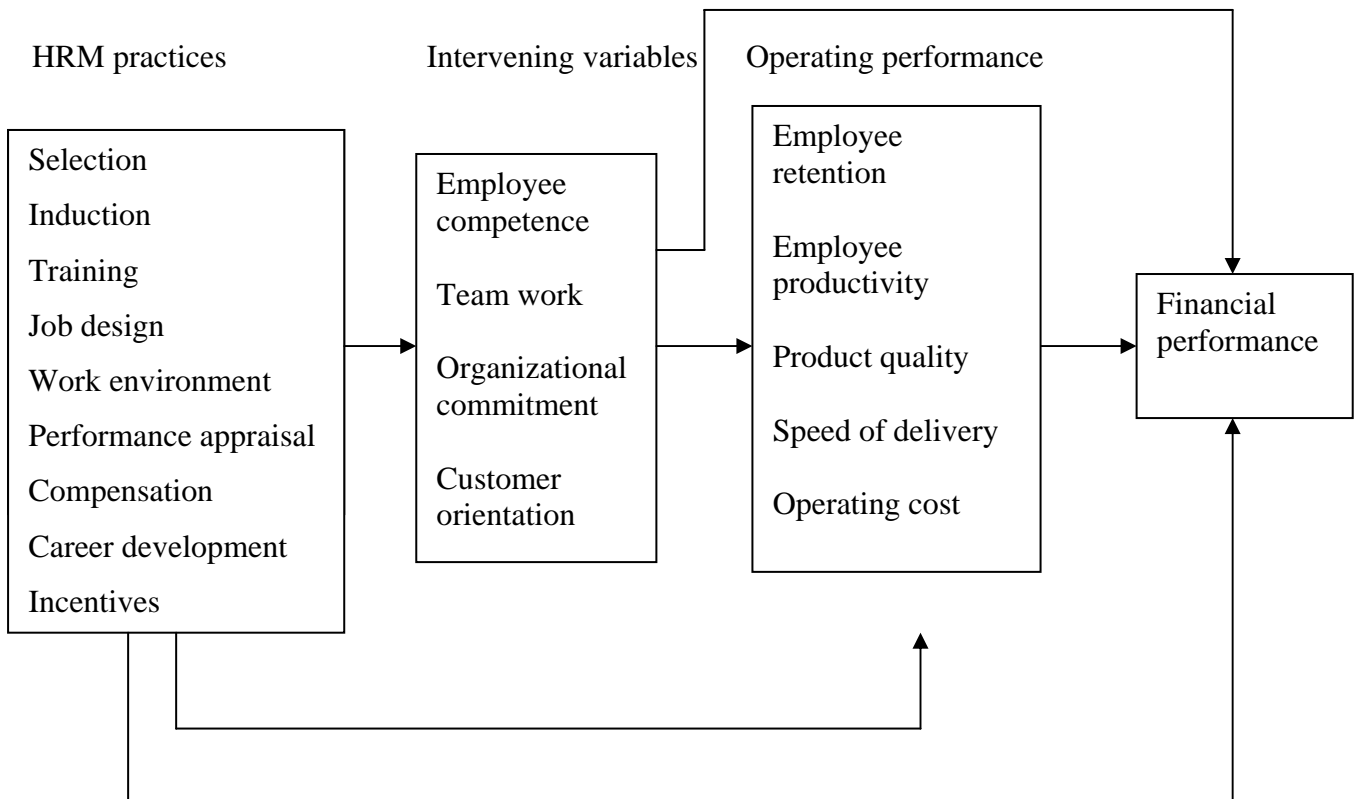 HRM practices
Intervening variables
Operating performance
Selection
Induction
Training
Job design
Work environment
Performance appraisal
Compensation
Career development
Incentives
Employee
competence
Team work
Organizational
commitment
Customer
orientation
Employee
retention
Employee
productivity
Product quality
Speed of delivery
Operating cost
Financial
performance